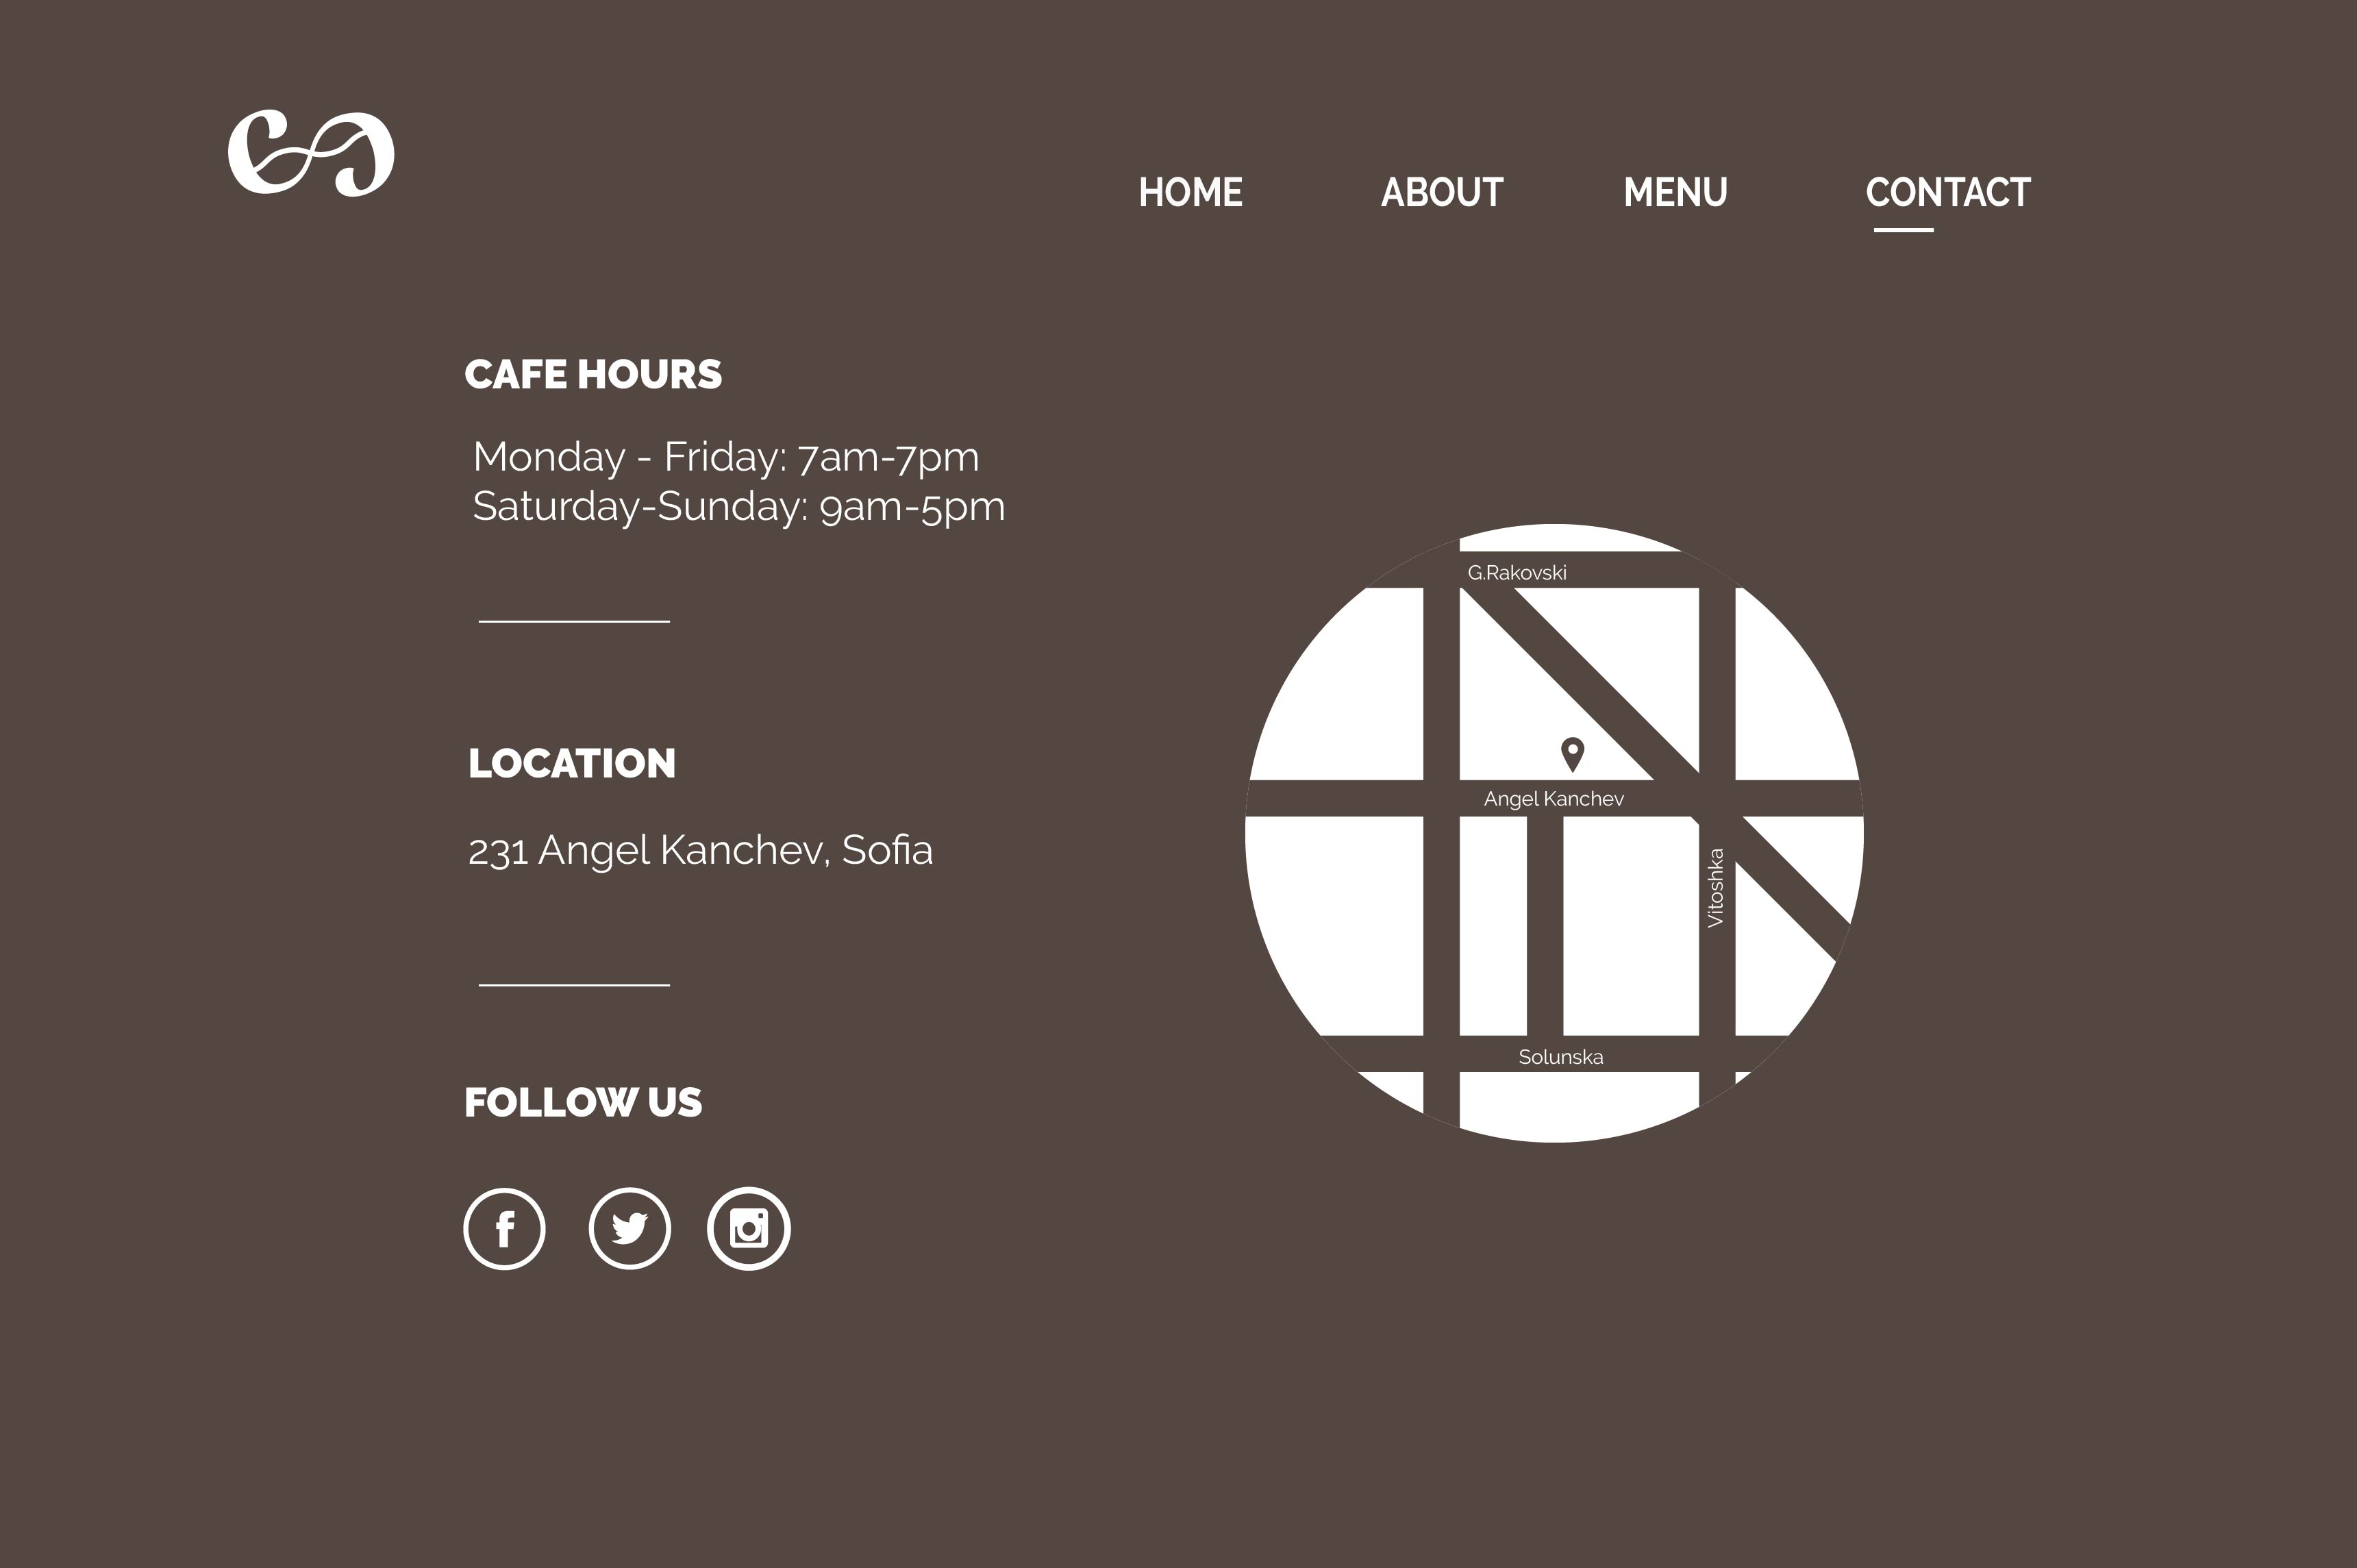 HOME ABOUT MENU CONTACT
CAFE HOURS
Monday - Friday: 7am-7pm
Saturday-Sunday: 9am-5pm
LOCATION
231 Angel Kanchev, Sofia
FOLLOW US
G.Rakovski
Angel Kanchev
Vitoshka
Solunska